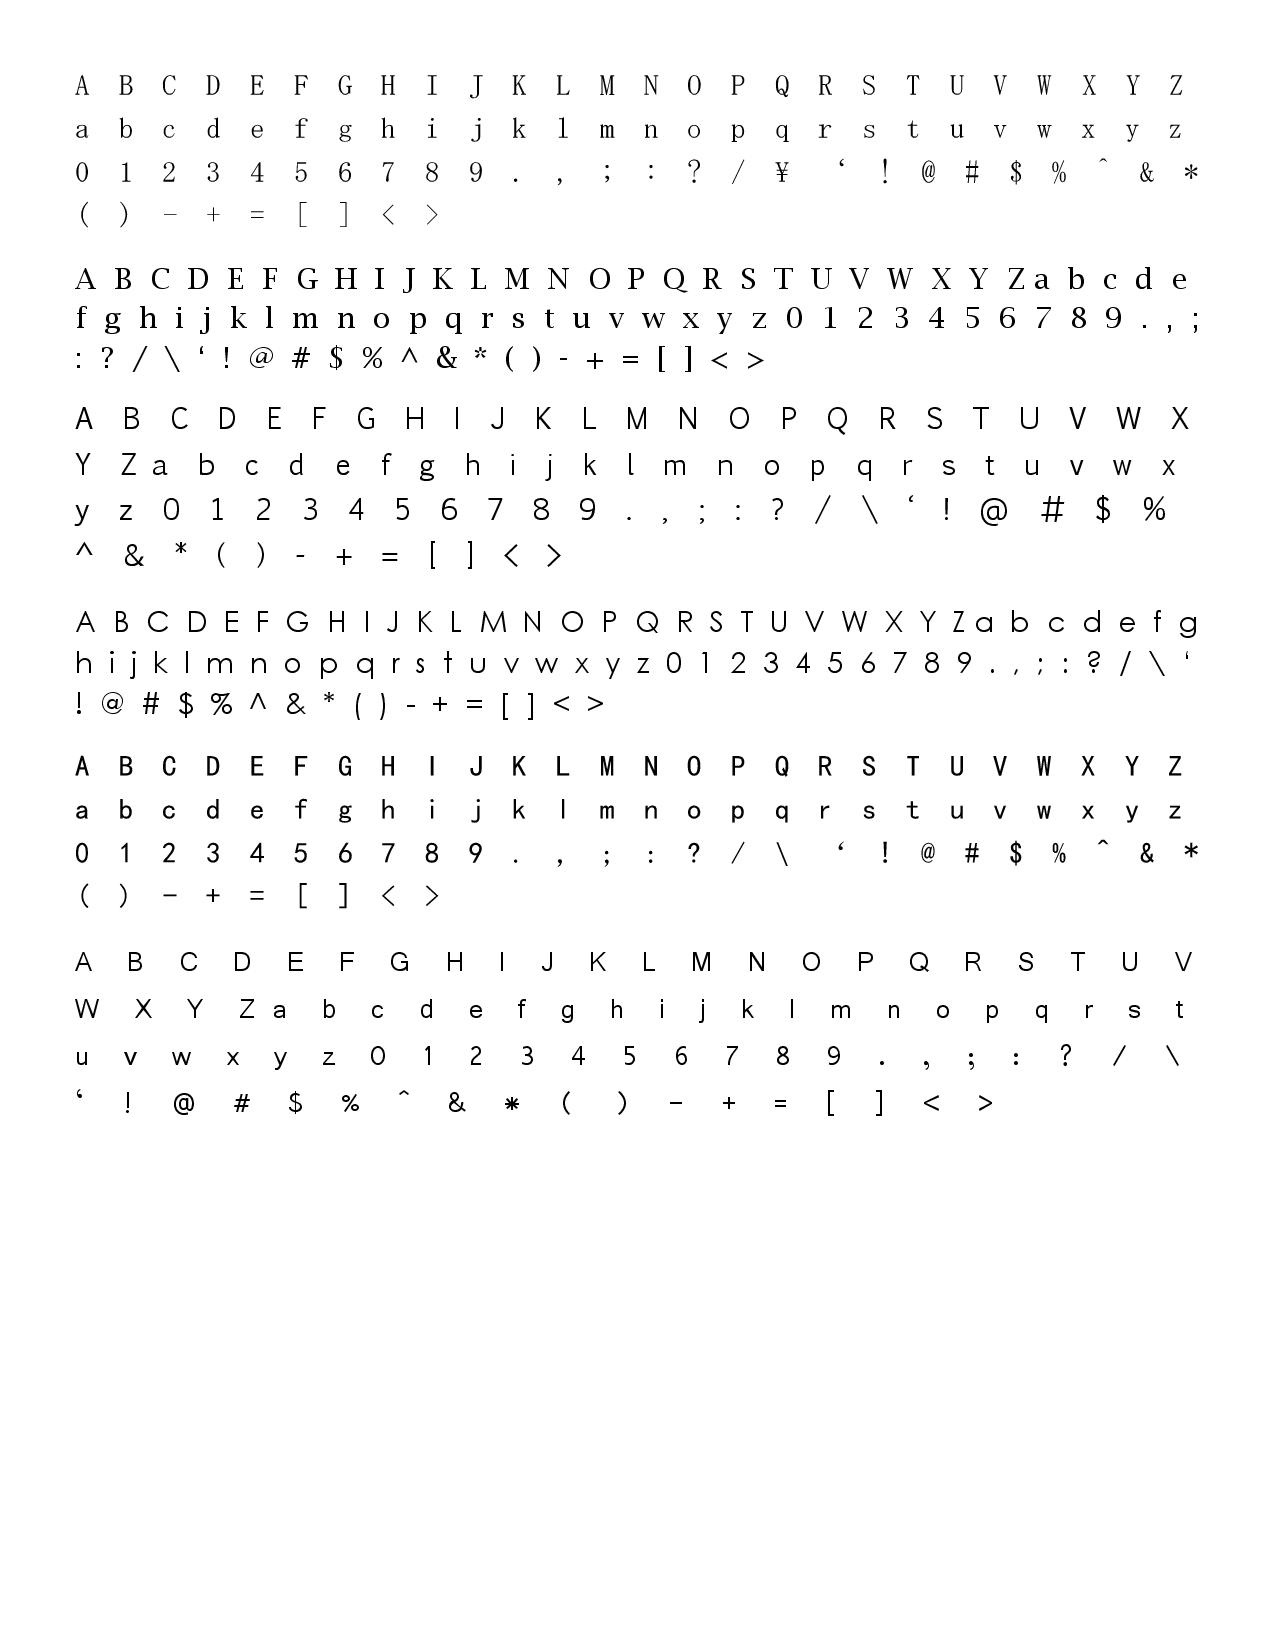 A B C D E F G H I J K L M N O P Q R S T U V W X Y Z
a b c d e f g h i j k l m n o p q r s t u v w x y z
0 1 2 3 4 5 6 7 8 9 . , ; : ? / ¥ ‘ ! @ # $ % ^ & *
( ) - + = [ ] < >
A B C D E F G H I J K L M N O P Q R S T U V W X Y Z a b c d e
f g h i j k l m n o p q r s t u v w x y z 0 1 2 3 4 5 6 7 8 9 . , ;
: ? / \ ‘ ! @ # $ % ^ & * ( ) - + = [ ] < >
A B C D E F G H I J K L M N O P Q R S T U V W X
Y Z a b c d e f g h i j k l m n o p q r s t u v w x
y z 0 1 2 3 4 5 6 7 8 9 . , ; : ? / \ ‘ ! @ # $ %
^ & * ( ) - + = [ ] < >
A B C D E F G H I J K L M N O P Q R S T U V W X Y Z a b c d e f g
h i j k l m n o p q r s t u v w x y z 0 1 2 3 4 5 6 7 8 9 . , ; : ? / \ ‘
! @ # $ % ^ & * ( ) - + = [ ] < >
A B C D E F G H I J K L M N O P Q R S T U V W X Y Z
a b c d e f g h i j k l m n o p q r s t u v w x y z
0 1 2 3 4 5 6 7 8 9 . , ; : ? / \ ‘ ! @ # $ % ^ & *
( ) - + = [ ] < >
A B C D E F G H I J K L M N O P Q R S T U V
W X Y Z a b c d e f g h i j k l m n o p q r s t
u v w x y z 0 1 2 3 4 5 6 7 8 9 . , ; : ? / \
‘ ! @ # $ % ^ & * ( ) - + = [ ] < >